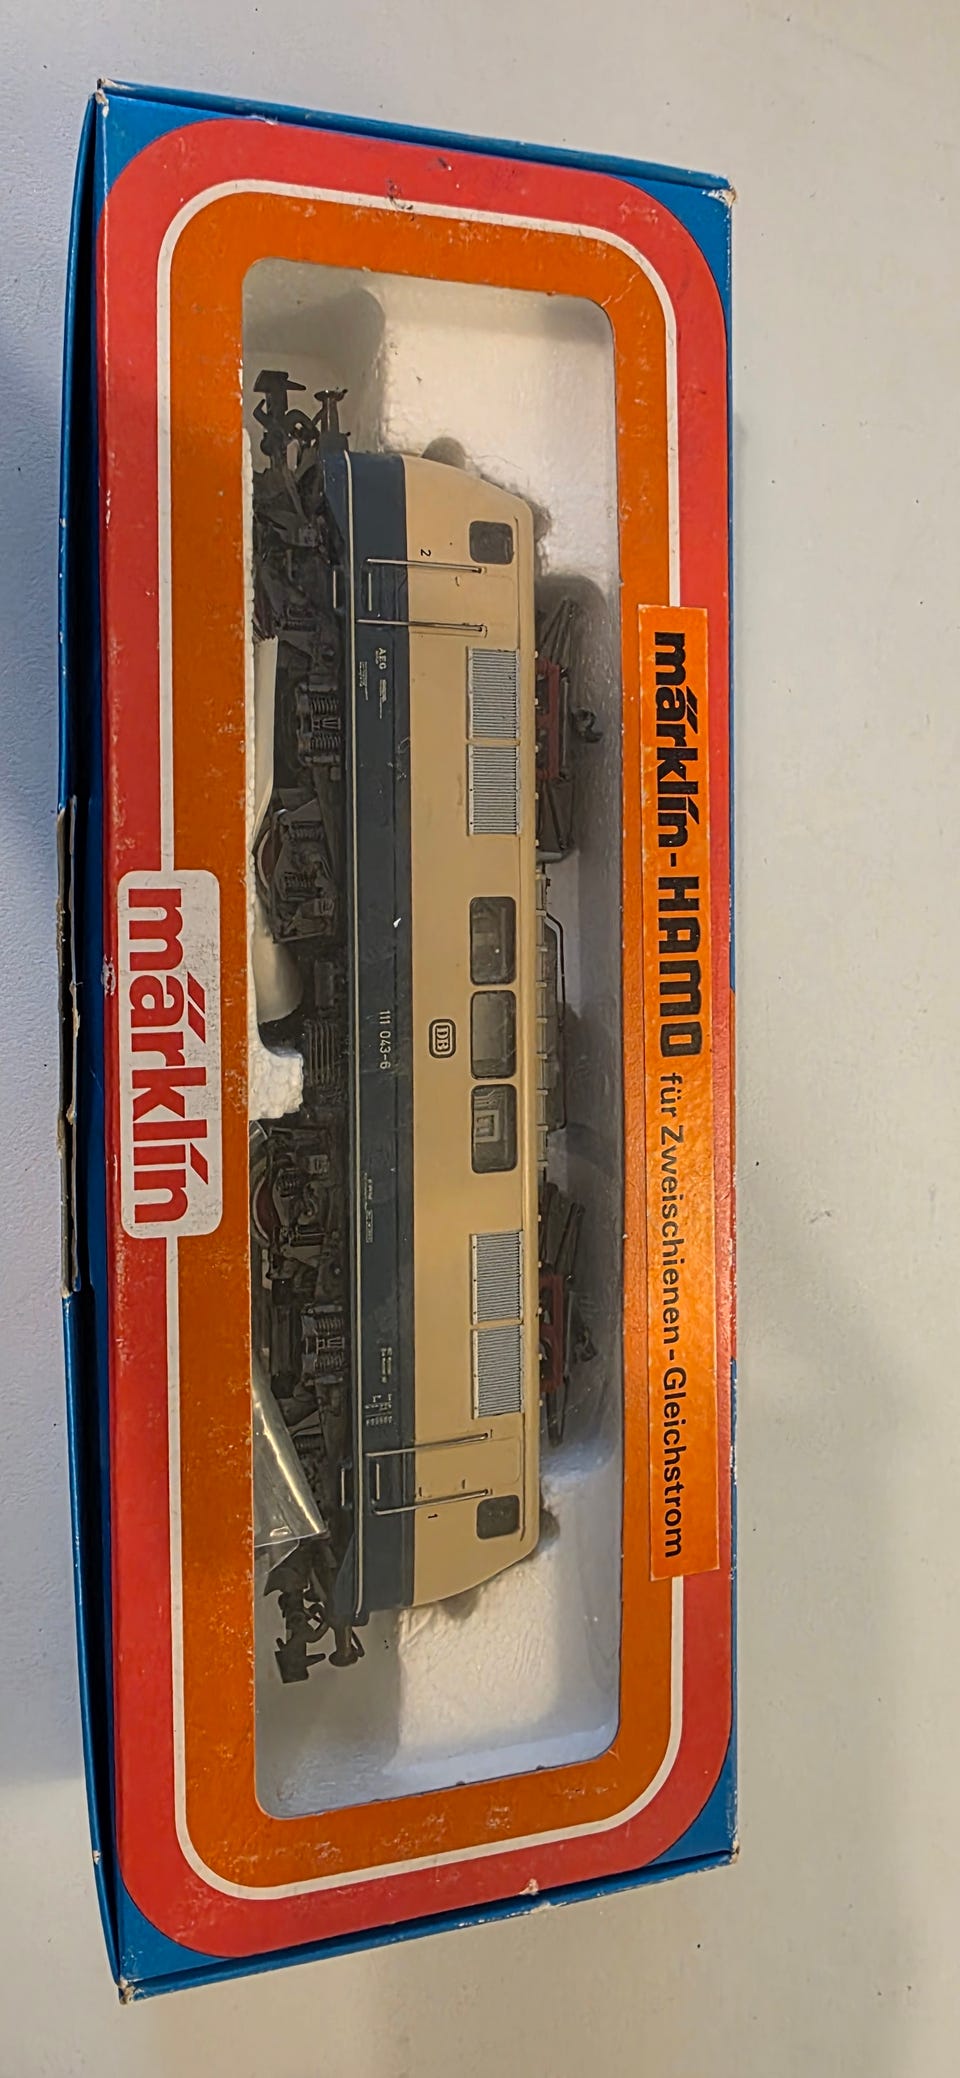 märklin-HAMO für Zweischienen-Gleichstrom
2
1
DB
AEG
111 043-6
märklin